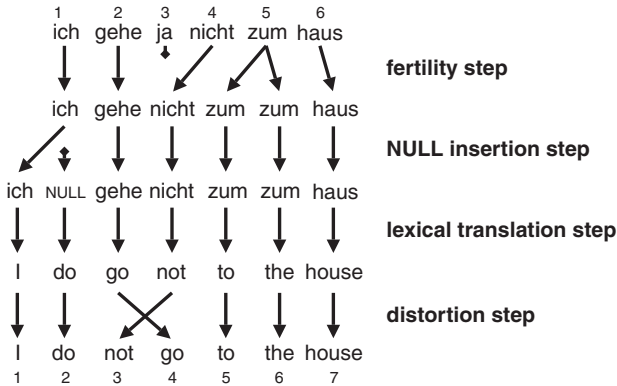 1 2 3 4 5 6
ich gehe ja nicht zum haus
fertility step
ich gehe nicht zum zum haus
NULL insertion step
ich NULL gehe nicht zum zum haus
lexical translation step
I do go not to the house
distortion step
I do not go to the house
1 2 3 4 5 6 7